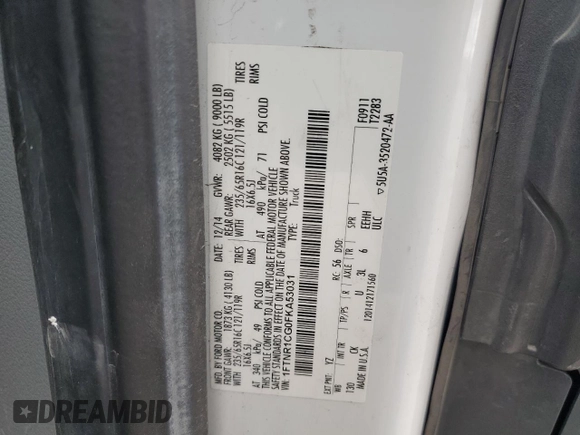 MFD. BY FORD MOTOR CO. DATE: 12/14 GVWR: 4082 KG ( 9000 LB)
FRONT GAWR: 1873 KG ( 4130 LB) REAR GAWR: 2502 KG ( 5515 LB)
WITH 235/65R16C 121/119R TIRES WITH 235/65R16C 121/119R TIRES
16X6.5J RIMS 16X6.5J RIMS
AT 340 kPa/ 49 PSI COLD AT 490 kPa/ 71 PSI COLD
THIS VEHICLE CONFORMS TO ALL APPLICABLE FEDERAL MOTOR VEHICLE
SAFETY STANDARDS IN EFFECT ON THE DATE OF MANUFACTURE SHOWN ABOVE.
VIN: 1FTNR1CG0FKA53031 TYPE: Truck
EXT PNT: YZ RC: 56 DSO: F0911
T2283
WB INT TR TP/PS R AXLE TR SPR
130 CK U 3L 6 EEHH
MADE IN U.S.A. ULC
1201412171560 ▽5U5A-3520472-AA